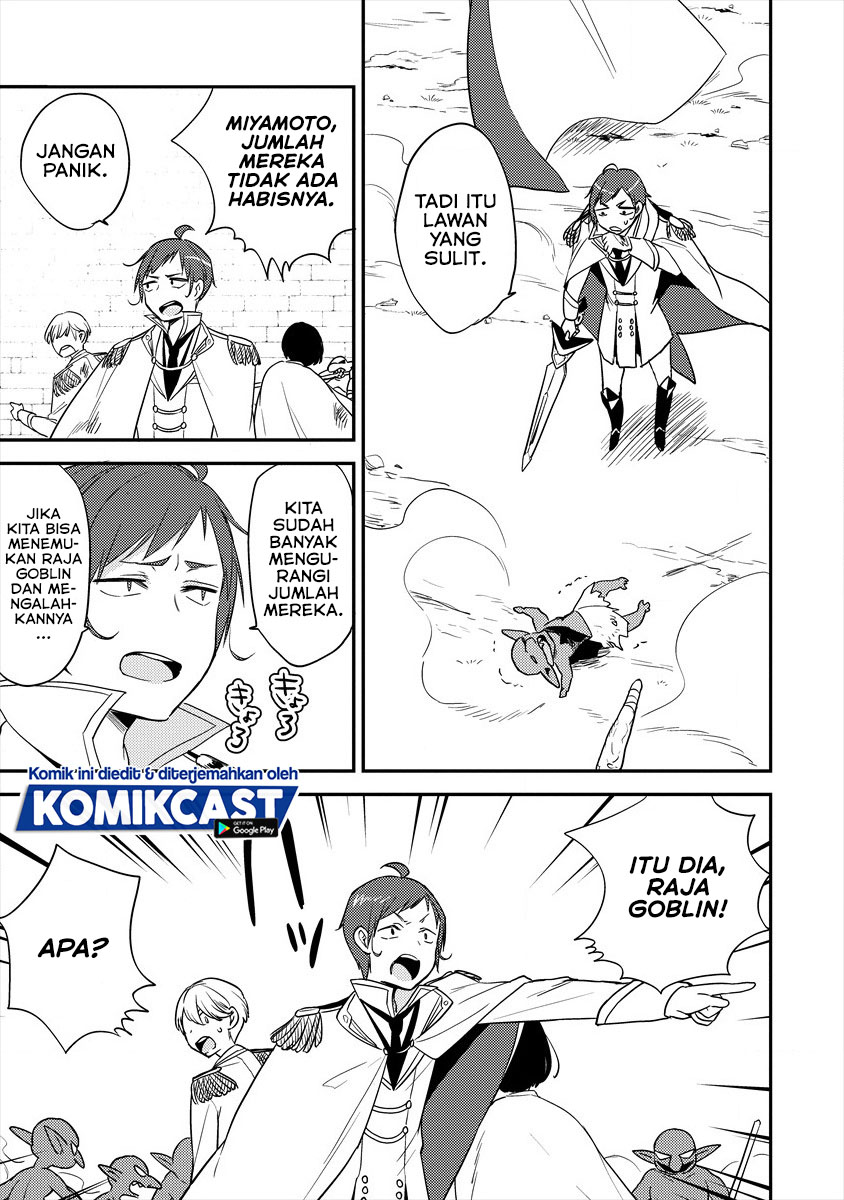 TADI ITU
LAWAN
YANG
SULIT.
MIYAMOTO,
JUMLAH
MEREKA
TIDAK ADA
HABISNYA.
JANGAN
PANIK.
KITA
SUDAH
BANYAK
MENGU-
RANGI
JUMLAH
MEREKA.
JIKA
KITA BISA
MENEMU-
KAN RAJA
GOBLIN
DAN ME-
NGALAH-
KANNYA
...
きょろ
きょろ
Komik ini diedit & diterjemahkan oleh
KOMIKCAST
GET IT ON
Google Play
ITU DIA,
RAJA
GOBLIN!
バッ
APA?